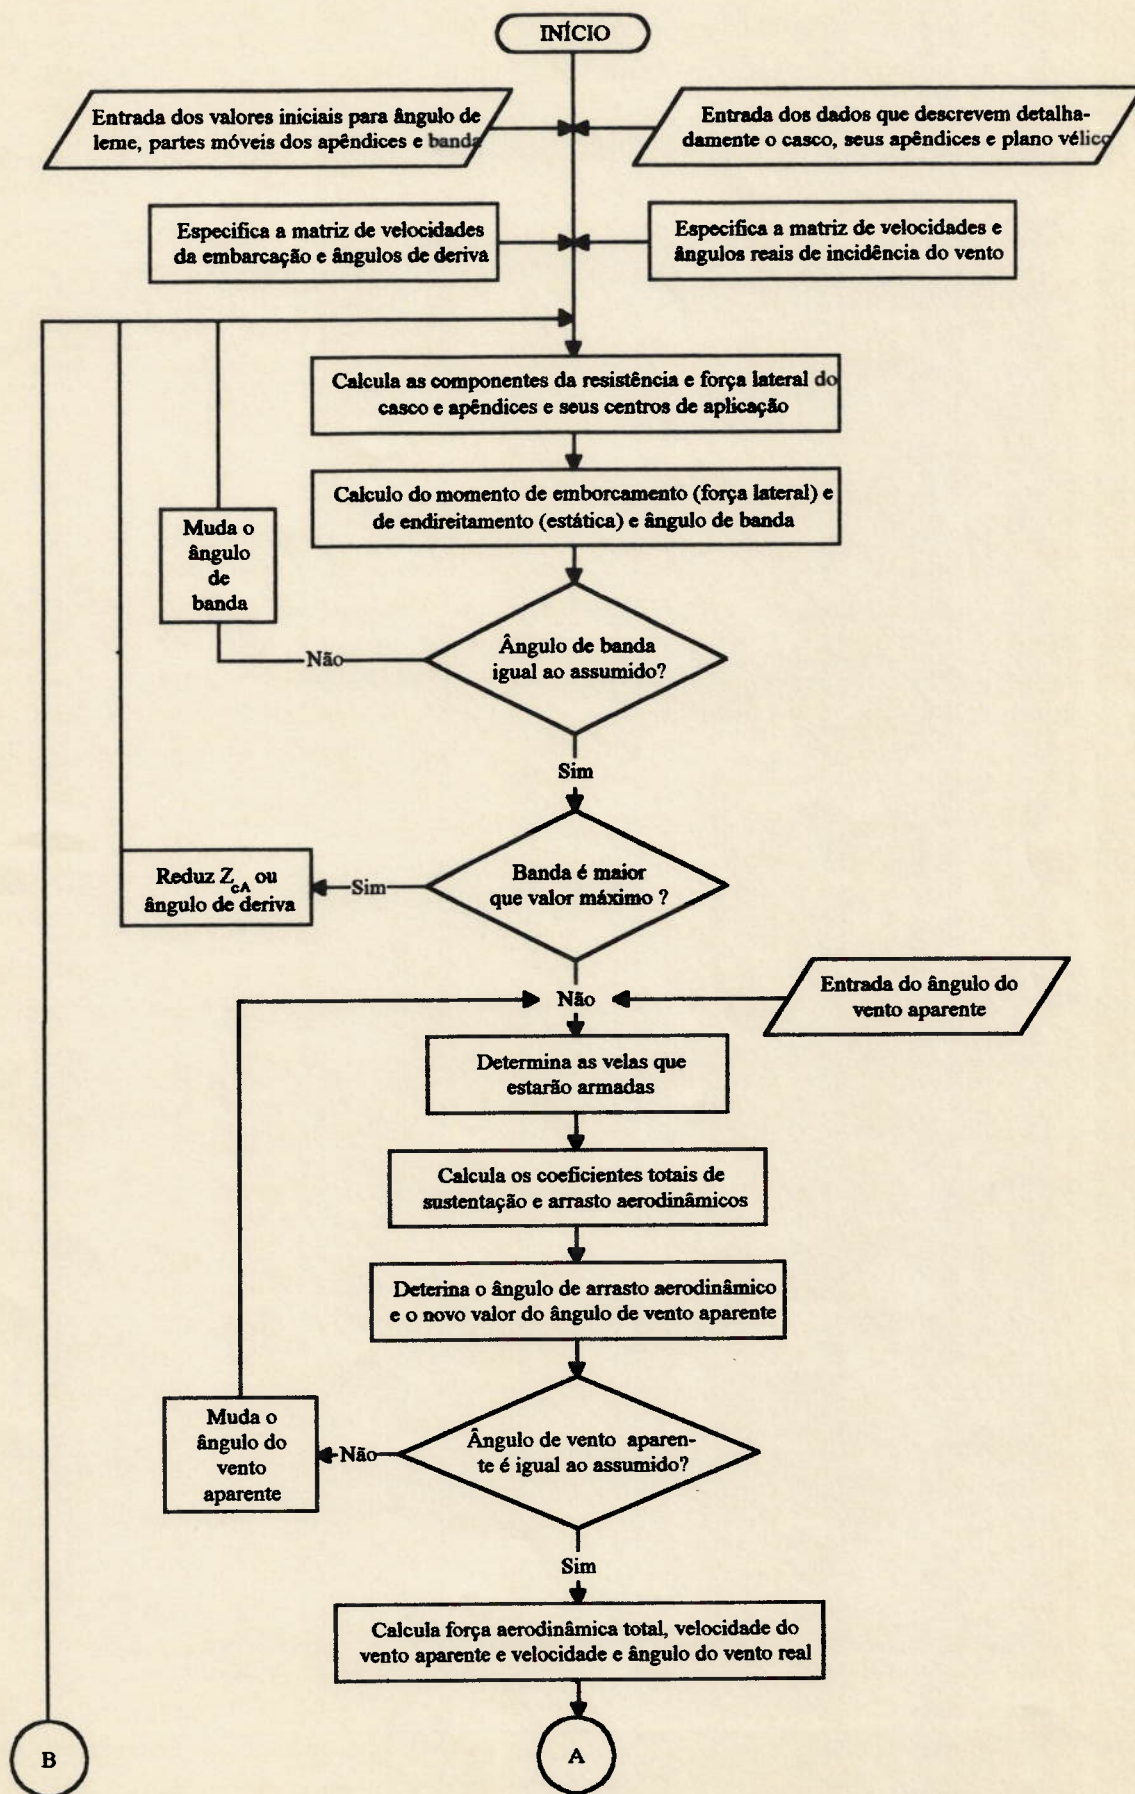 INÍCIO
Entrada dos valores iniciais para ângulo de
leme, partes móveis dos apêndices e banda
Entrada dos dados que descrevem detalha-
damente o casco, seus apêndices e plano vélico
Especifica a matriz de velocidades
da embarcação e ângulos de deriva
Especifica a matriz de velocidades e
ângulos reais de incidência do vento
Calcula as componentes da resistência e força lateral do
casco e apêndices e seus centros de aplicação
Calculo do momento de emborcamento (força lateral) e
de endireitamento (estática) e ângulo de banda
Muda o
ângulo
de
banda
Não
Ângulo de banda
igual ao assumido?
Sim
Reduz ZcA ou
ângulo de deriva
Sim
Banda é maior
que valor máximo ?
Não
Entrada do ângulo do
vento aparente
Determina as velas que
estarão armadas
Calcula os coeficientes totais de
sustentação e arrasto aerodinâmicos
Deterina o ângulo de arrasto aerodinâmico
e o novo valor do ângulo de vento aparente
Muda o
ângulo do
vento
aparente
Não
Ângulo de vento aparen-
te é igual ao assumido?
Sim
Calcula força aerodinâmica total, velocidade do
vento aparente e velocidade e ângulo do vento real
B
A